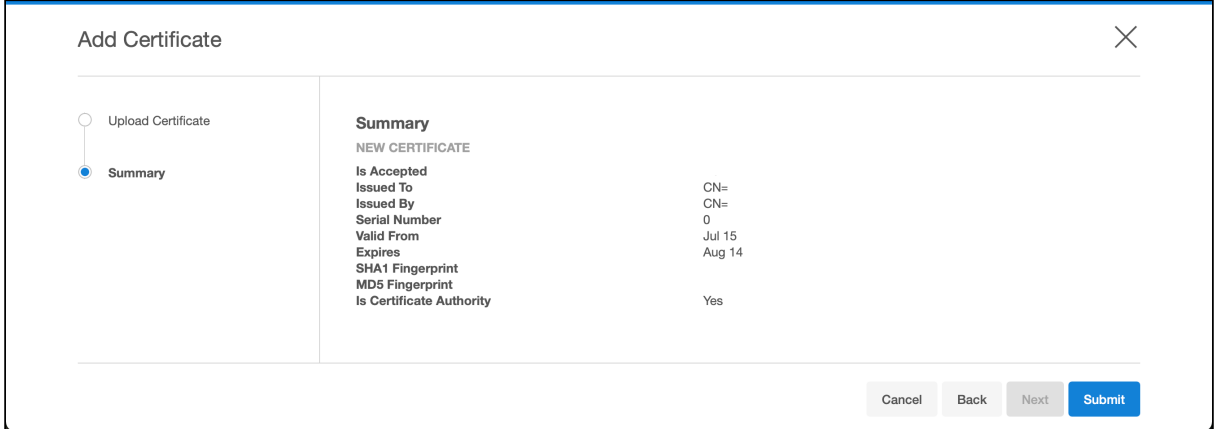 Add Certificate
Upload Certificate
Summary
Summary
NEW CERTIFICATE
Is Accepted
Issued To CN=
Issued By CN=
Serial Number 0
Valid From Jul 15
Expires Aug 14
SHA1 Fingerprint
MD5 Fingerprint
Is Certificate Authority Yes
Cancel Back Next Submit